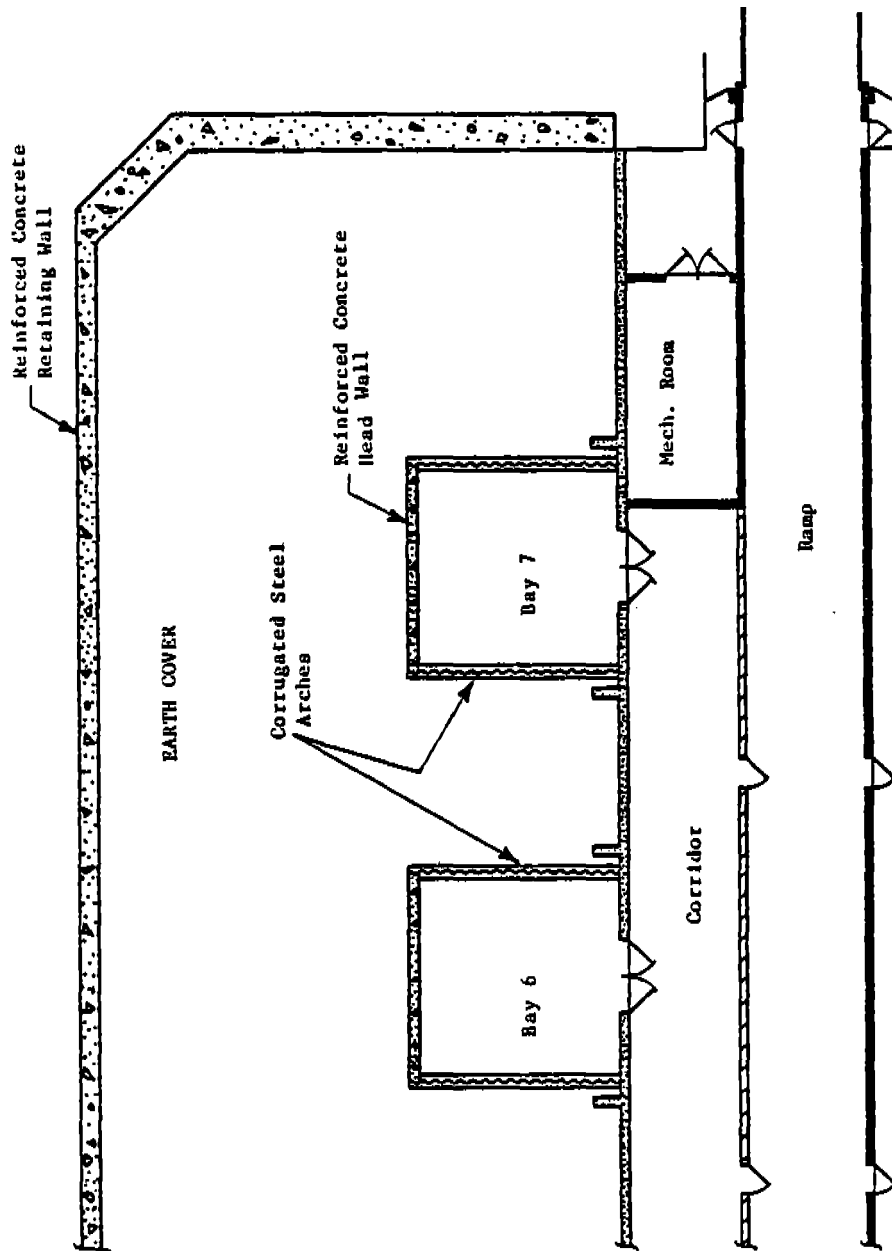 Reinforced Concrete
Retaining Wall
EARTH COVER
Reinforced Concrete
Head Wall
Corrugated Steel
Arches
Bay 6
Bay 7
Mech. Room
Corridor
Ramp